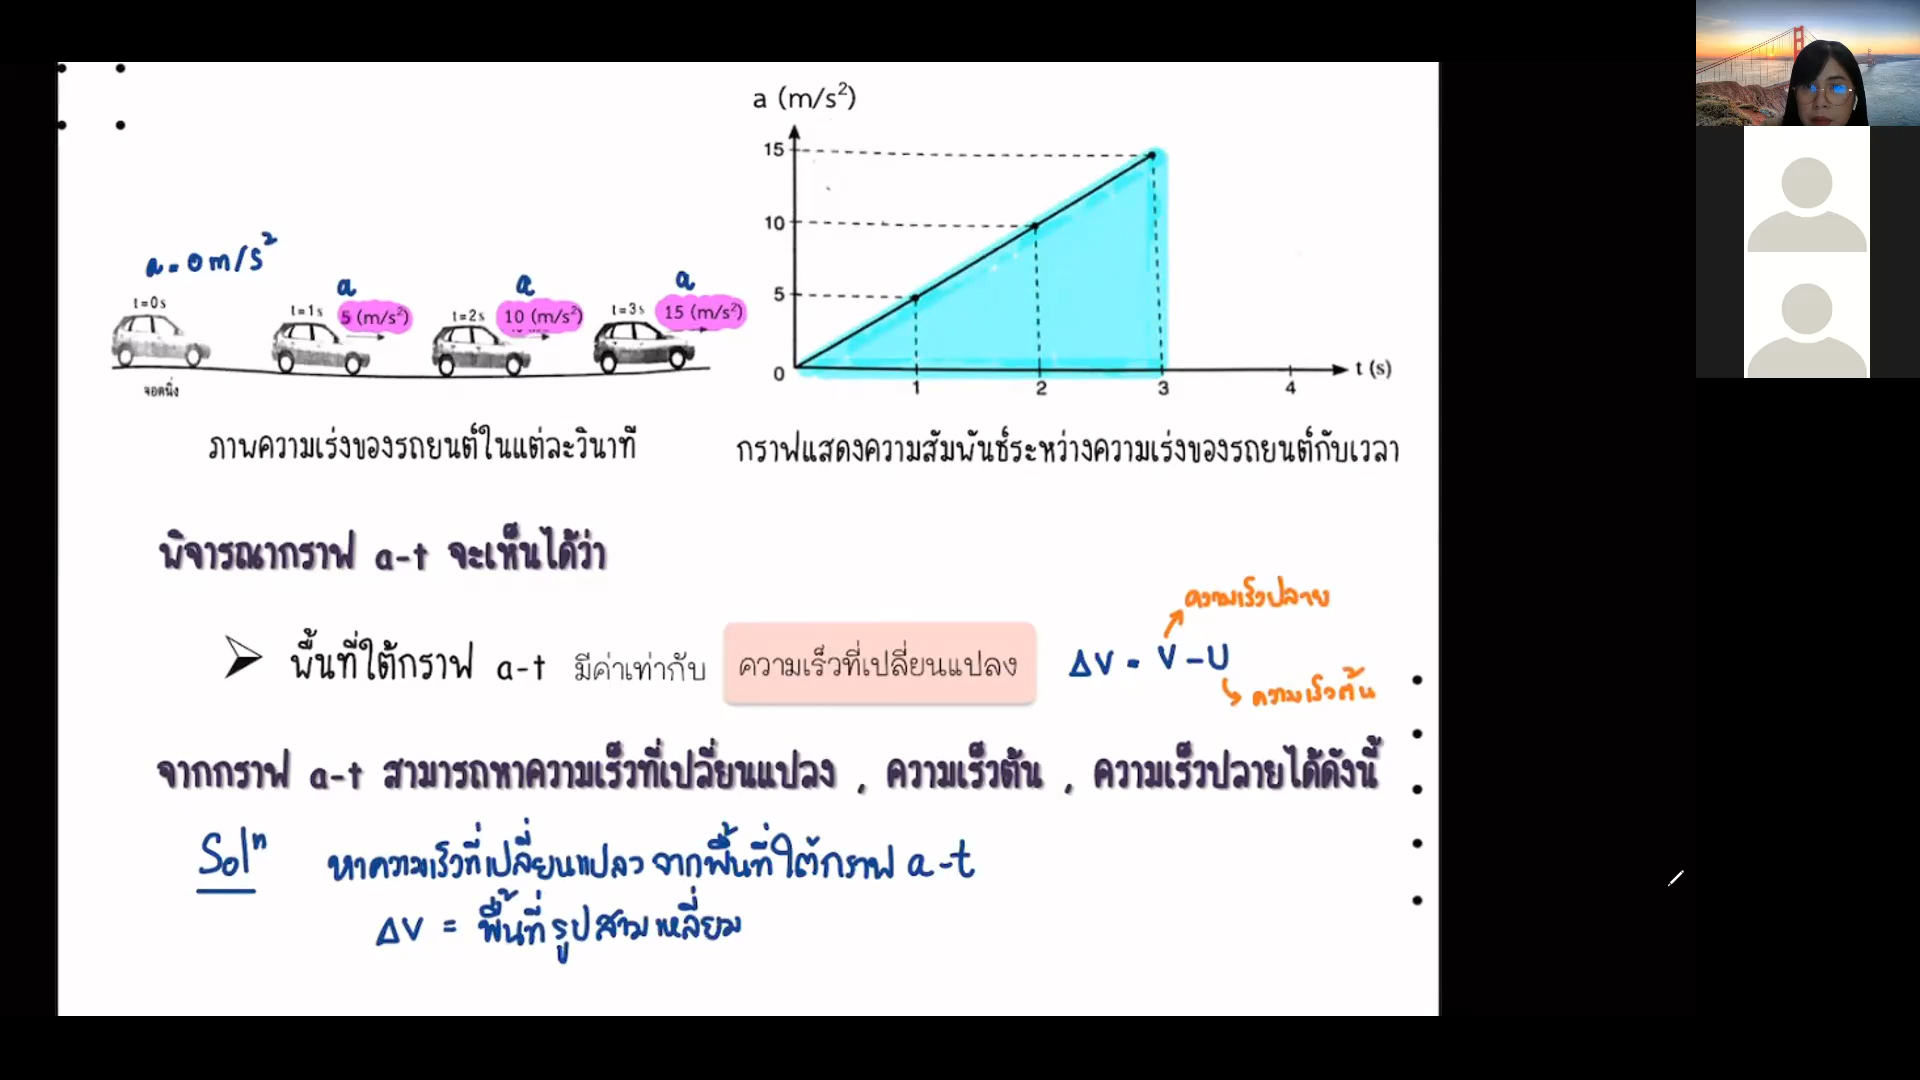 a (m/s²)
15
10
5
0
1
2
3
4
t (s)
a = 0 m/s²
t=0s
จอดนิ่ง
a
t=1s
5 (m/s²)
a
t=2s
10 (m/s²)
a
t=3s
15 (m/s²)
ภาพความเร่งของรถยนต์ในแต่ละวินาที
กราฟแสดงความสัมพันธ์ระหว่างความเร่งของรถยนต์กับเวลา
พิจารณากราฟ a-t จะเห็นได้ว่า
➢ พื้นที่ใต้กราฟ a-t มีค่าเท่ากับ ความเร็วที่เปลี่ยนแปลง
ความเร็วปลาย
ΔV = V - U
ความเร็วต้น
จากกราฟ a-t สามารถหาความเร็วที่เปลี่ยนแปลง , ความเร็วต้น , ความเร็วปลายได้ดังนี้
Solⁿ หาความเร็วที่เปลี่ยนแปลง จากพื้นที่ใต้กราฟ a-t
ΔV = พื้นที่รูปสามเหลี่ยม